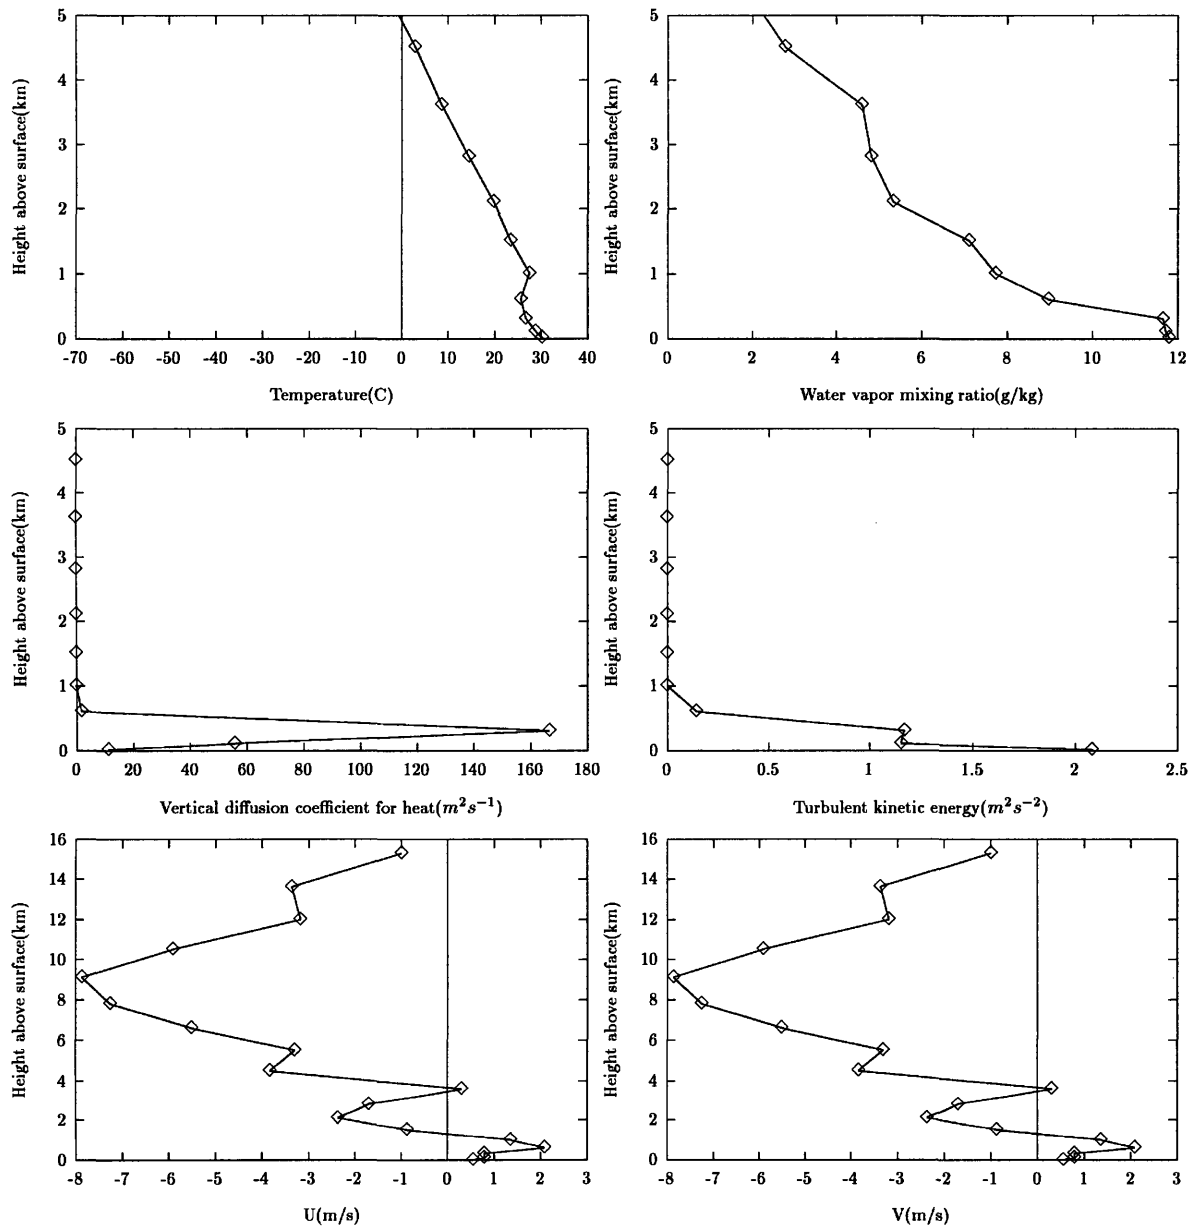 5
4
3
2
1
0
Height above surface(km)
-70 -60 -50 -40 -30 -20 -10 0 10 20 30 40
Temperature(C)
5
4
3
2
1
0
Height above surface(km)
0 2 4 6 8 10 12
Water vapor mixing ratio(g/kg)
5
4
3
2
1
0
Height above surface(km)
0 20 40 60 80 100 120 140 160 180
Vertical diffusion coefficient for heat(m²s⁻¹)
5
4
3
2
1
0
Height above surface(km)
0 0.5 1 1.5 2 2.5
Turbulent kinetic energy(m²s⁻²)
16
14
12
10
8
6
4
2
0
Height above surface(km)
-8 -7 -6 -5 -4 -3 -2 -1 0 1 2 3
U(m/s)
16
14
12
10
8
6
4
2
0
Height above surface(km)
-8 -7 -6 -5 -4 -3 -2 -1 0 1 2 3
V(m/s)